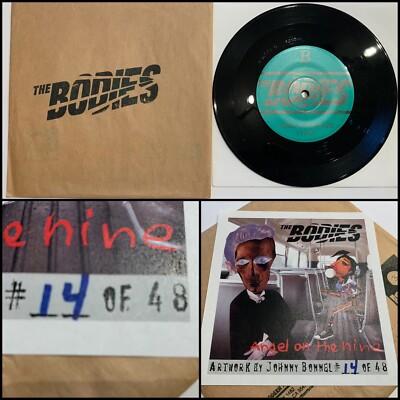 THE BODIES
B
BODIES
e nine
# 14 OF 48
THE BODIES
Angel on the nine
ARTWORK BY JOHNNY BONNEL # 14 OF 48